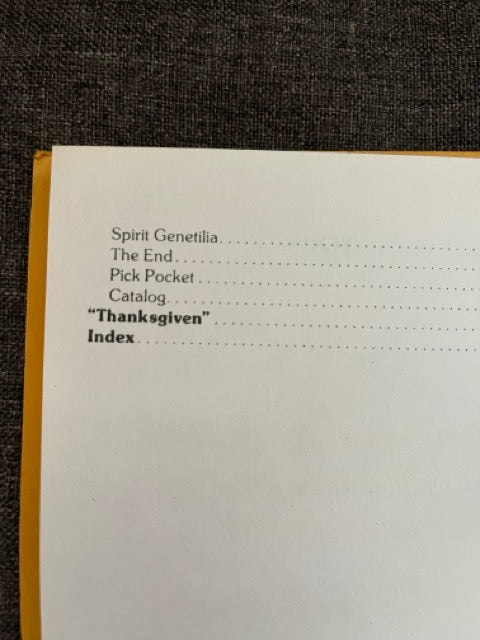 Spirit Genetilia..............................
The End..............................
Pick Pocket..............................
Catalog..............................
“Thanksgiven”..............................
Index..............................